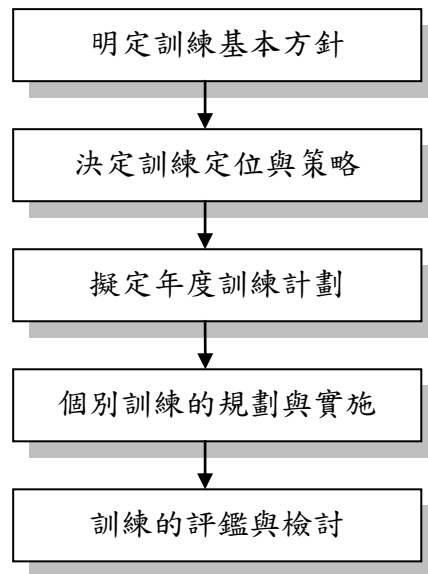 明定訓練基本方針
決定訓練定位與策略
擬定年度訓練計劃
個別訓練的規劃與實施
訓練的評鑑與檢討